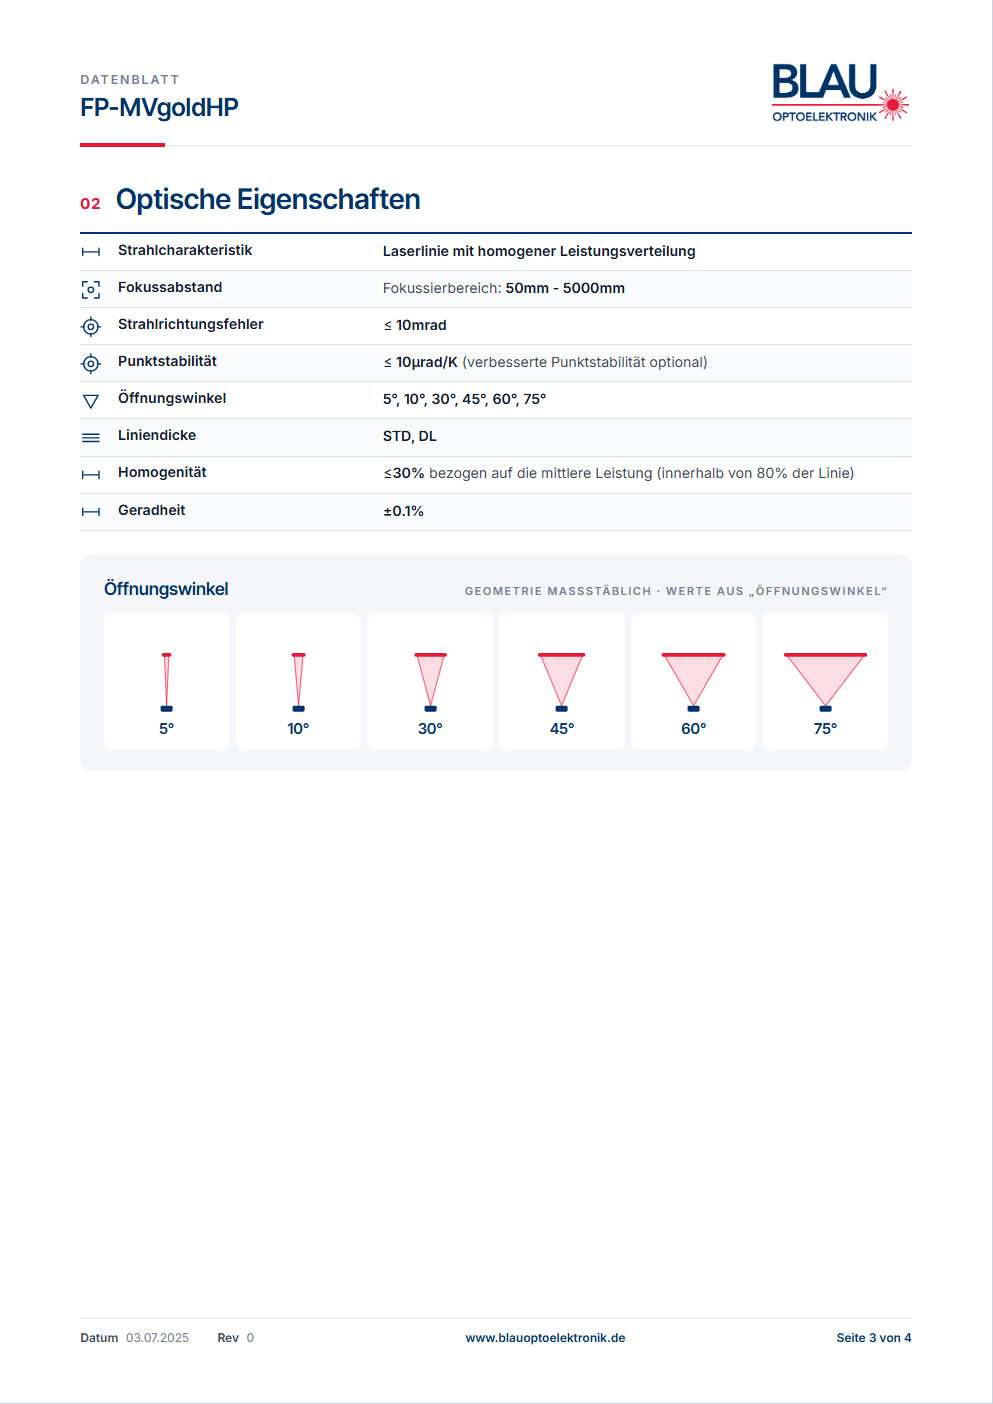 DATENBLATT
FP-MVgoldHP
BLAU
OPTOELEKTRONIK
02 Optische Eigenschaften
Strahlcharakteristik Laserlinie mit homogener Leistungsverteilung
Fokussabstand Fokussierbereich: 50mm - 5000mm
Strahlrichtungsfehler ≤ 10mrad
Punktstabilität ≤ 10µrad/K (verbesserte Punktstabilität optional)
Öffnungswinkel 5°, 10°, 30°, 45°, 60°, 75°
Liniendicke STD, DL
Homogenität ≤30% bezogen auf die mittlere Leistung (innerhalb von 80% der Linie)
Geradheit ±0.1%
Öffnungswinkel GEOMETRIE MASSSTÄBLICH · WERTE AUS „ÖFFNUNGSWINKEL“
5° 10° 30° 45° 60° 75°
Datum 03.07.2025 Rev 0 www.blauoptoelektronik.de Seite 3 von 4